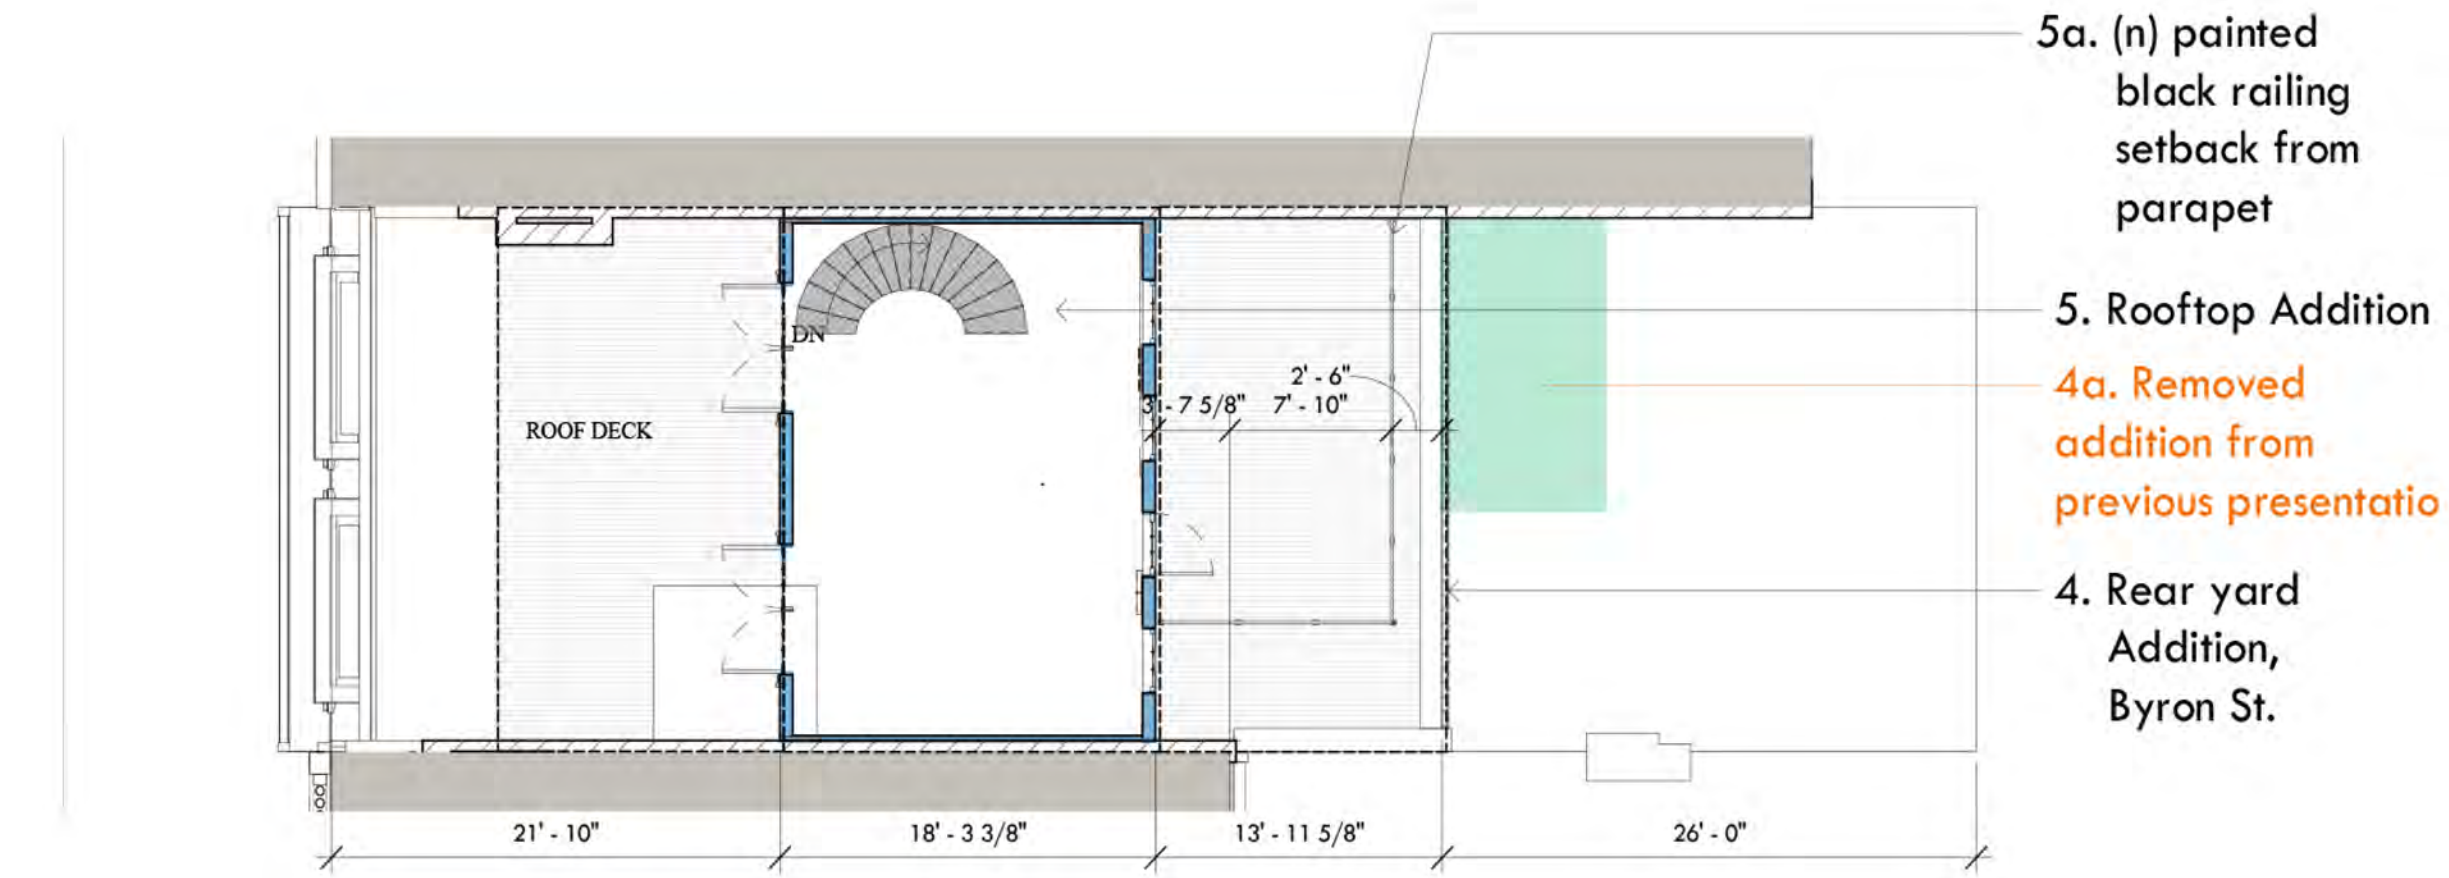 5a. (n) painted
black railing
setback from
parapet
5. Rooftop Addition
DN
2' - 6"
4a. Removed
addition from
previous presentatio
3' - 7 5/8" 7' - 10"
ROOF DECK
4. Rear yard
Addition,
Byron St.
21' - 10" 18' - 3 3/8" 13' - 11 5/8" 26' - 0"